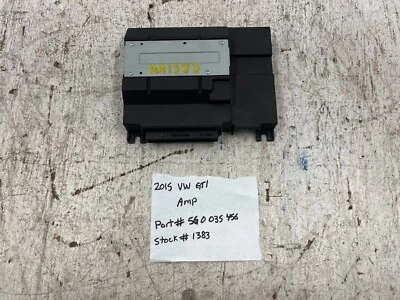 2015 VW GTI
Amp
Part# 5G0 035 456
Stock# 1383